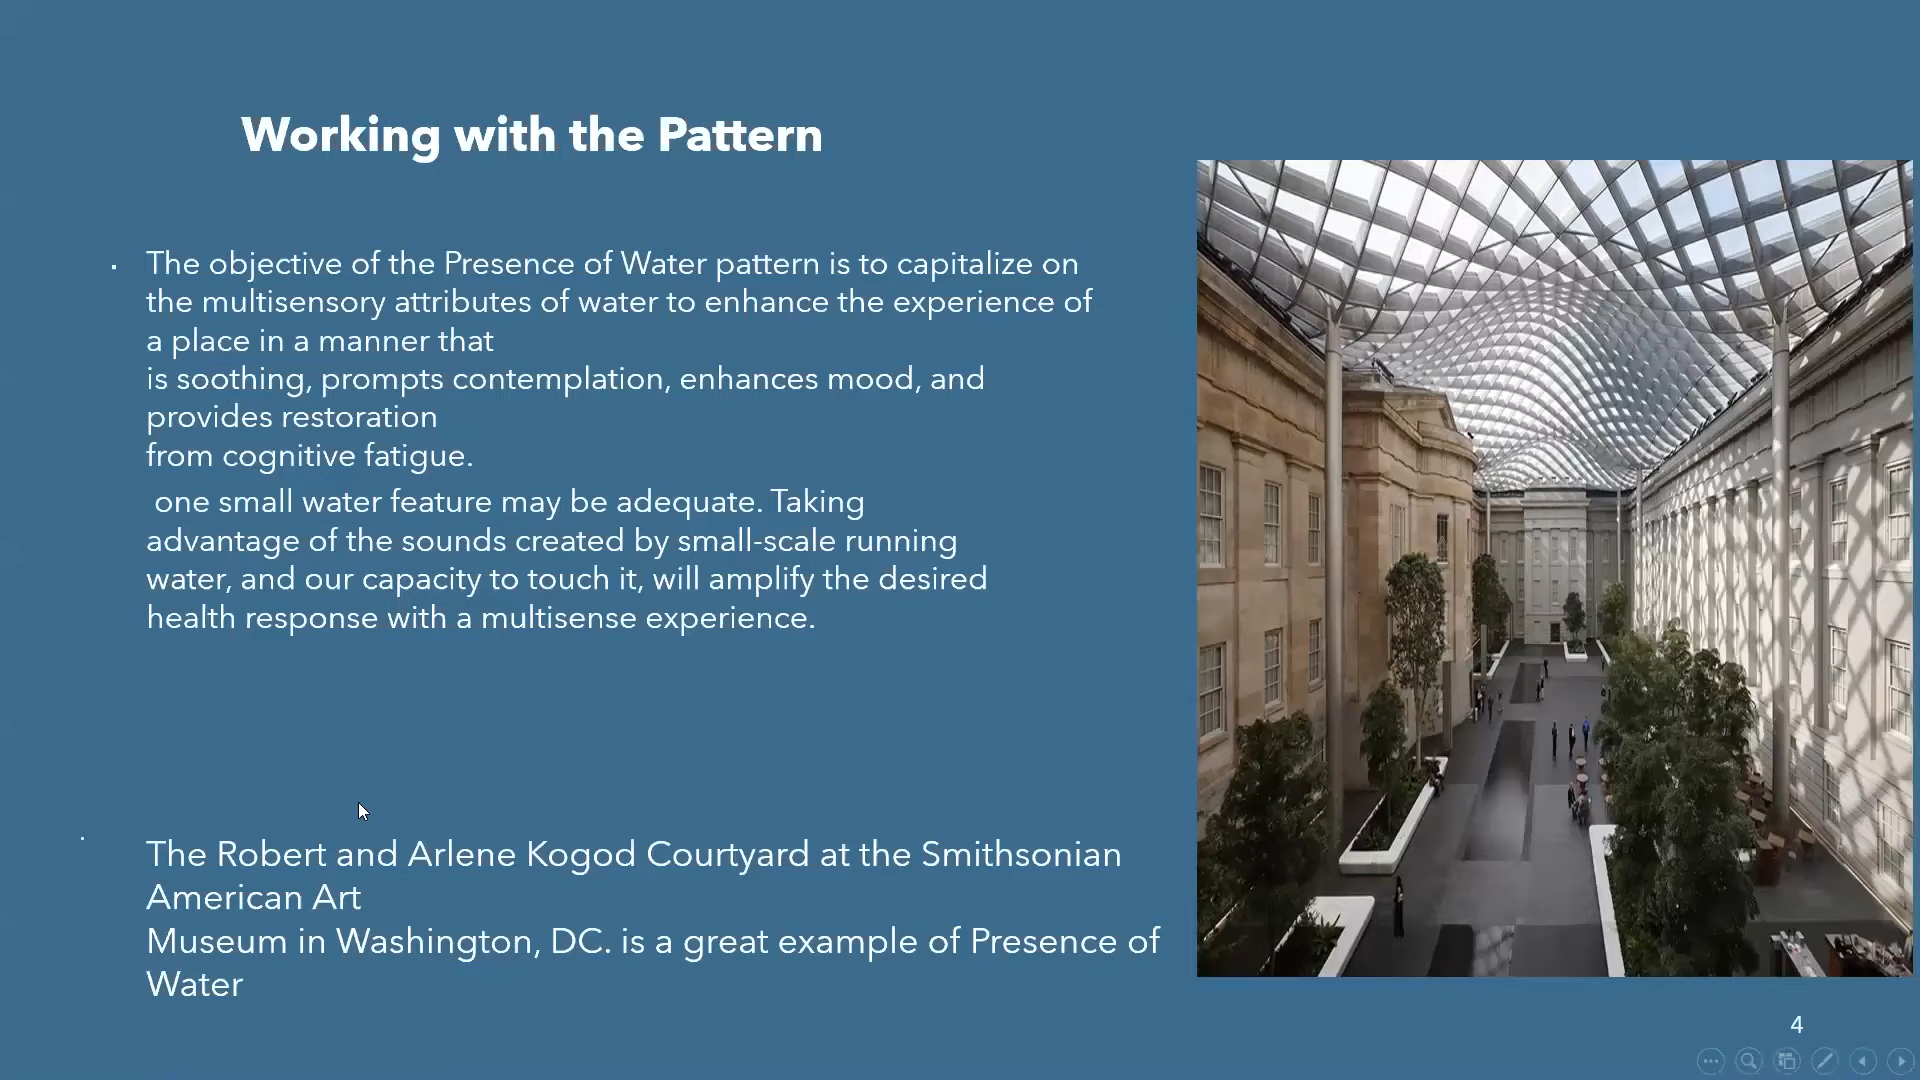 Working with the Pattern
The objective of the Presence of Water pattern is to capitalize on
the multisensory attributes of water to enhance the experience of
a place in a manner that
is soothing, prompts contemplation, enhances mood, and
provides restoration
from cognitive fatigue.
one small water feature may be adequate. Taking
advantage of the sounds created by small-scale running
water, and our capacity to touch it, will amplify the desired
health response with a multisense experience.
The Robert and Arlene Kogod Courtyard at the Smithsonian
American Art
Museum in Washington, DC. is a great example of Presence of
Water
4